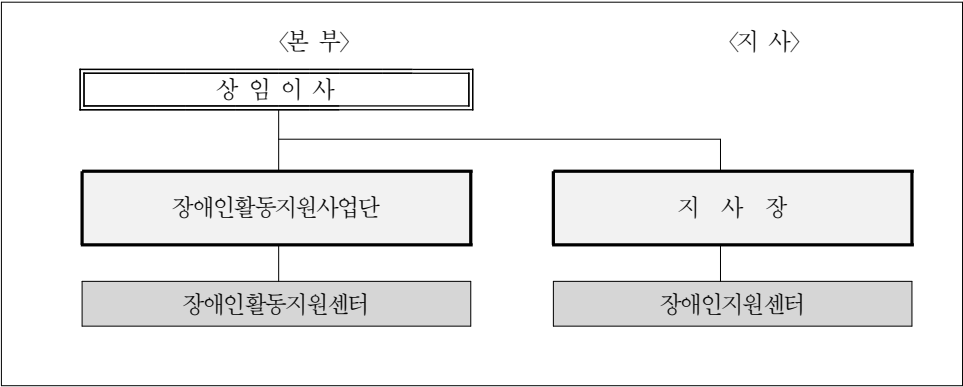 〈본 부〉
〈지 사〉
상 임 이 사
장애인활동지원사업단
지 사 장
장애인활동지원센터
장애인지원센터